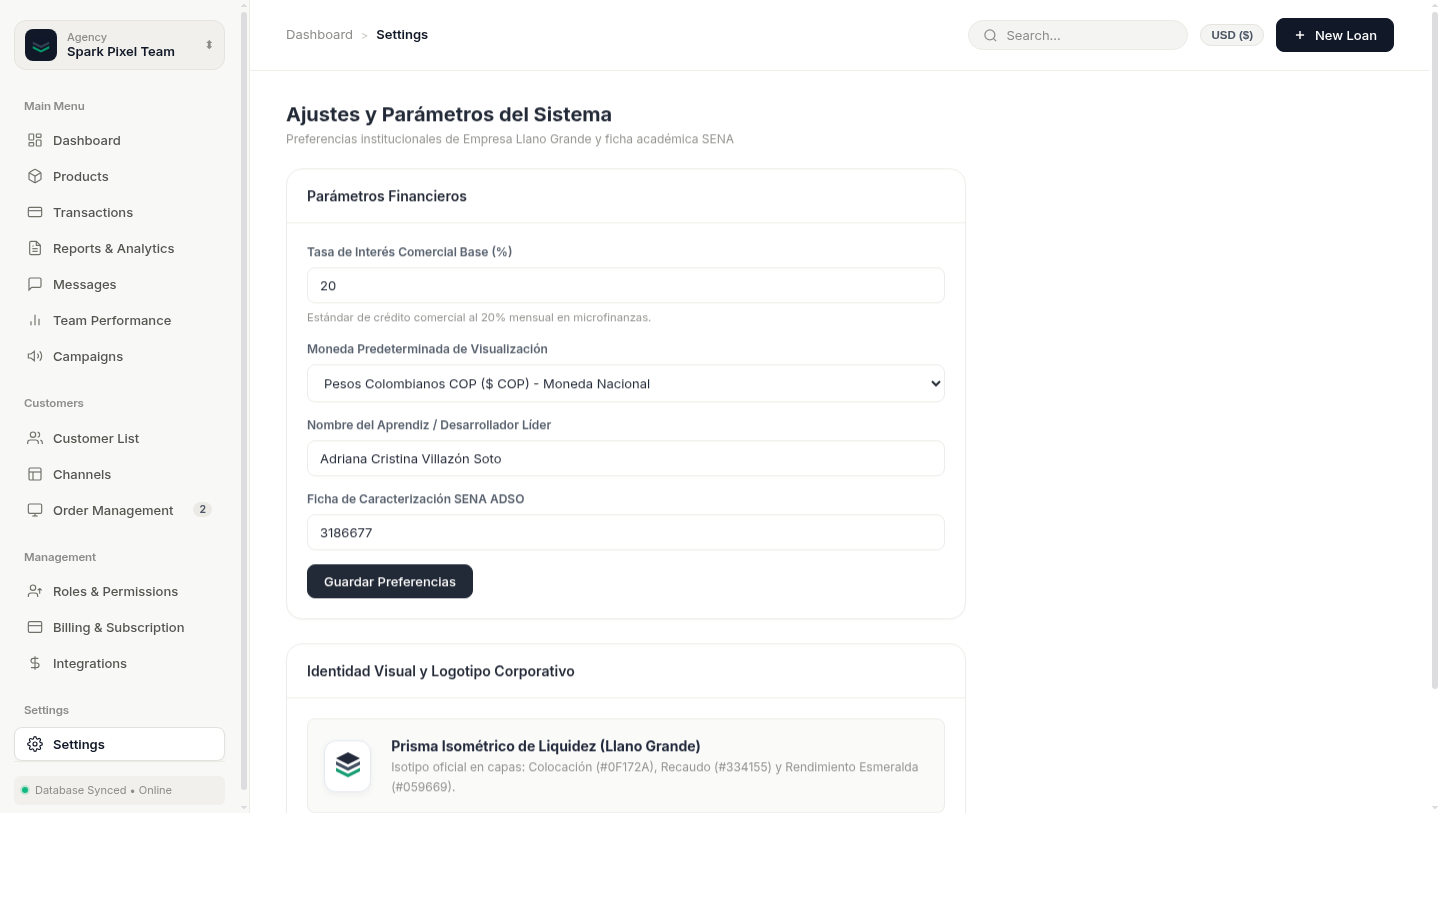 Agency
Spark Pixel Team
Main Menu
Dashboard
Products
Transactions
Reports & Analytics
Messages
Team Performance
Campaigns
Customers
Customer List
Channels
Order Management 2
Management
Roles & Permissions
Billing & Subscription
Integrations
Settings
Settings
Database Synced • Online
Dashboard > Settings
Search...
USD ($)
+ New Loan
Ajustes y Parámetros del Sistema
Preferencias institucionales de Empresa Llano Grande y ficha académica SENA
Parámetros Financieros
Tasa de Interés Comercial Base (%)
20
Estándar de crédito comercial al 20% mensual en microfinanzas.
Moneda Predeterminada de Visualización
Pesos Colombianos COP ($ COP) - Moneda Nacional
Nombre del Aprendiz / Desarrollador Líder
Adriana Cristina Villazón Soto
Ficha de Caracterización SENA ADSO
3186677
Guardar Preferencias
Identidad Visual y Logotipo Corporativo
Prisma Isométrico de Liquidez (Llano Grande)
Isotipo oficial en capas: Colocación (#0F172A), Recaudo (#334155) y Rendimiento Esmeralda
(#059669).